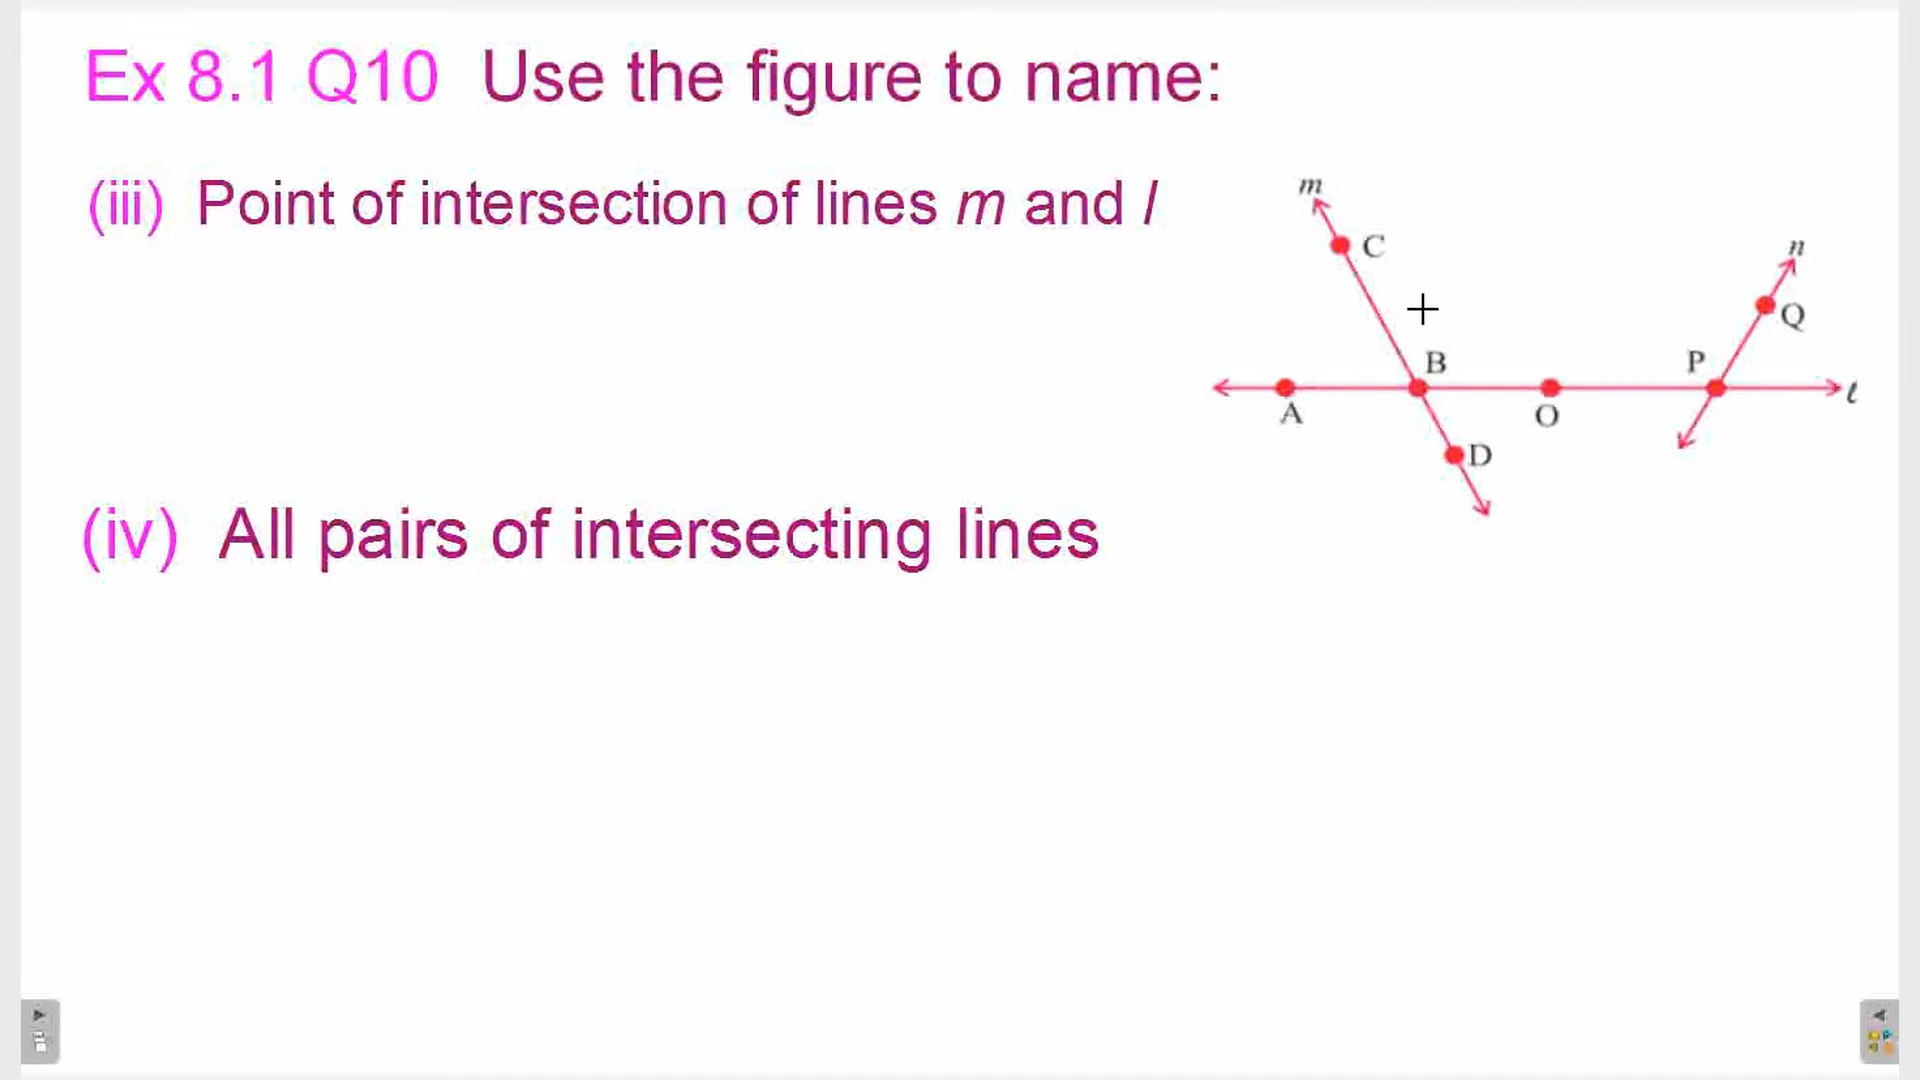 Ex 8.1 Q10 Use the figure to name:
(iii) Point of intersection of lines m and l
m
C
n
Q
B
P
A
O
ℓ
D
(iv) All pairs of intersecting lines